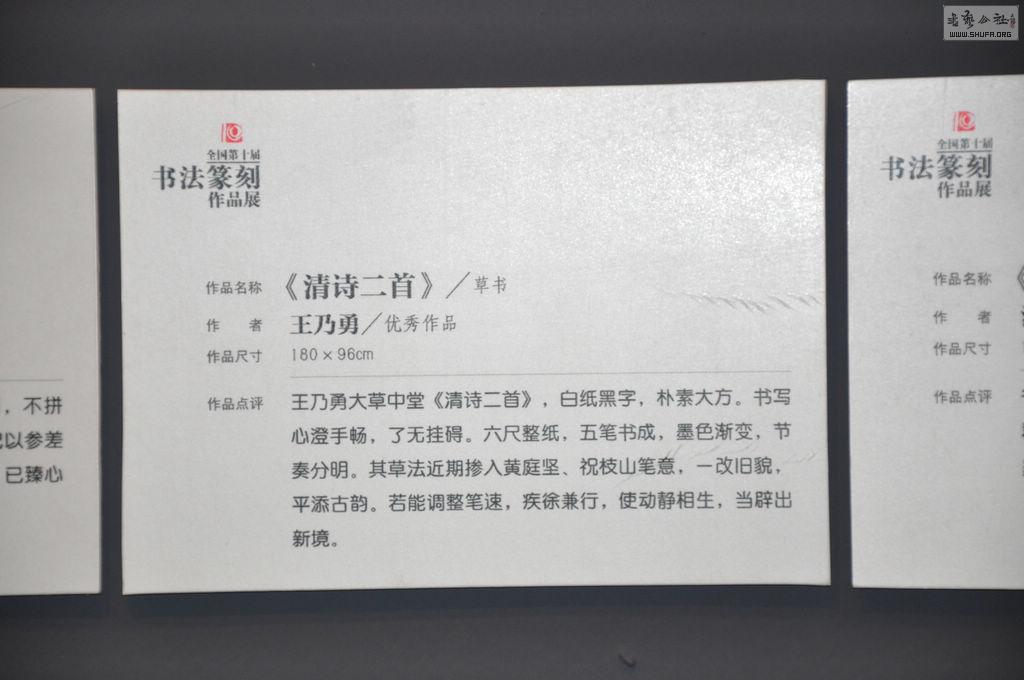 书艺公社
WWW.SHUFA.ORG
，不拼
以参差
已臻心
全国第十届
书法篆刻
作品展
作品名称 《清诗二首》／草书
作 者 王乃勇／优秀作品
作品尺寸 180×96cm
作品点评 王乃勇大草中堂《清诗二首》，白纸黑字，朴素大方。书写
心澄手畅，了无挂碍。六尺整纸，五笔书成，墨色渐变，节
奏分明。其草法近期掺入黄庭坚、祝枝山笔意，一改旧貌，
平添古韵。若能调整笔速，疾徐兼行，使动静相生，当辟出
新境。
全国第十届
书法篆刻
作品展
作品名称 《
作 者
作品尺寸
作品点评